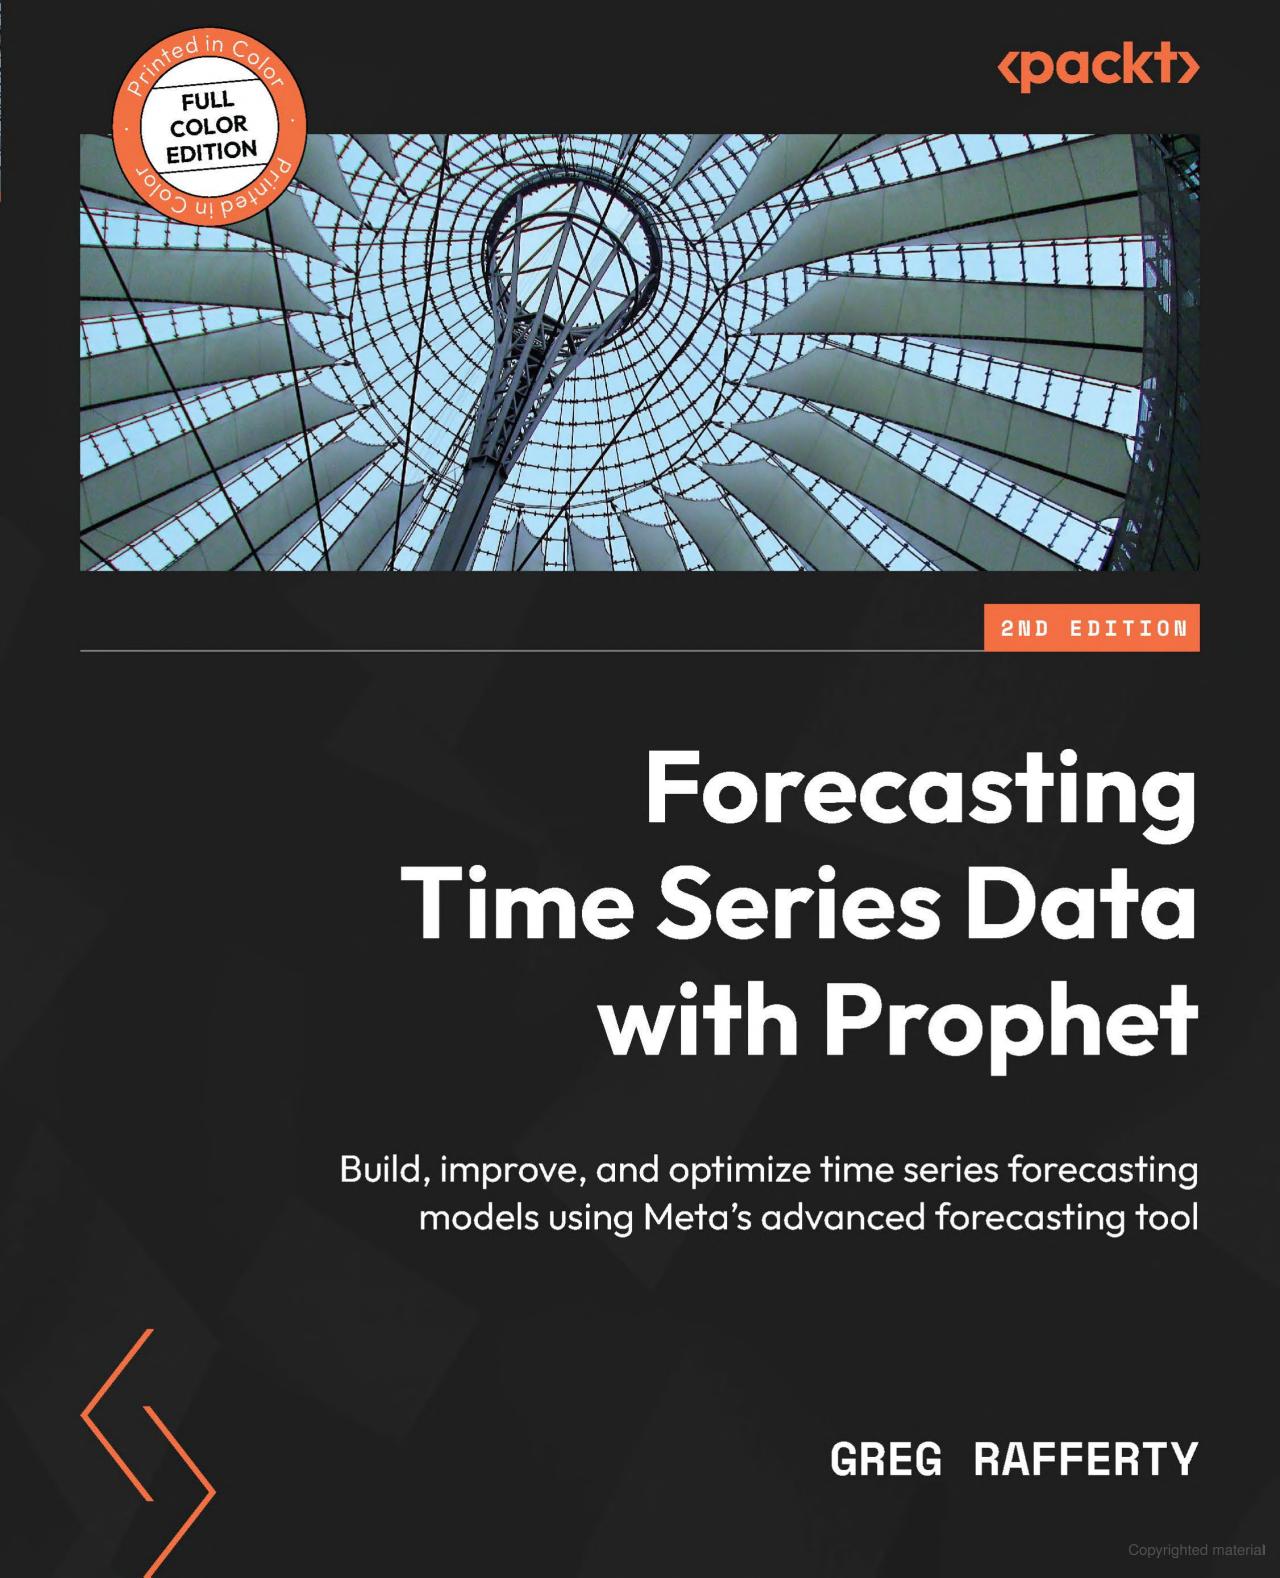 Printed in Color
FULL
COLOR
EDITION
Printed in Color
<packt>
2ND EDITION
Forecasting
Time Series Data
with Prophet
Build, improve, and optimize time series forecasting
models using Meta’s advanced forecasting tool
GREG RAFFERTY
Copyrighted material